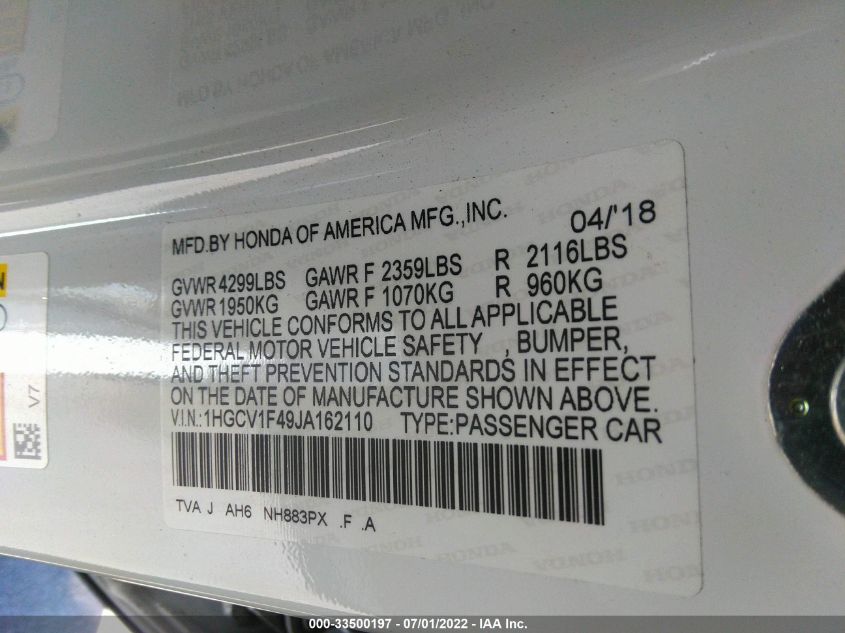 MFD.BY HONDA OF AMERICA MFG.,INC. 04/'18
GVWR 4299LBS GAWR F 2359LBS R 2116LBS
GVWR 1950KG GAWR F 1070KG R 960KG
THIS VEHICLE CONFORMS TO ALL APPLICABLE
FEDERAL MOTOR VEHICLE SAFETY , BUMPER,
AND THEFT PREVENTION STANDARDS IN EFFECT
ON THE DATE OF MANUFACTURE SHOWN ABOVE.
V.I.N.:1HGCV1F49JA162110 TYPE:PASSENGER CAR
TVA J AH6 NH883PX .F .A
V7
HONDA
000-33500197 - 07/01/2022 - IAA Inc.